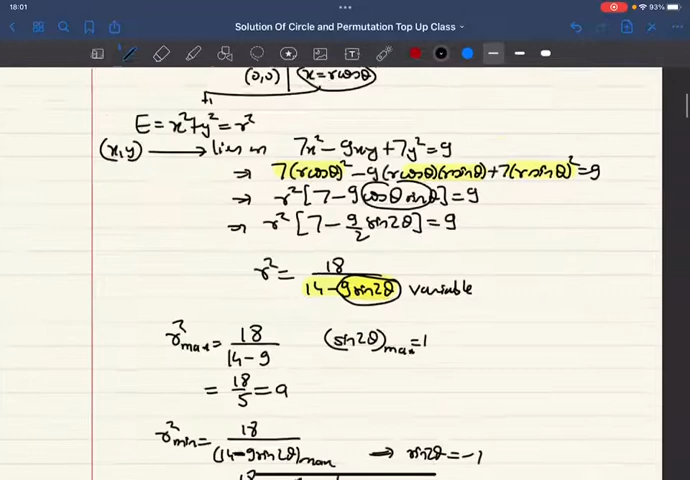 18:01
93%
Solution Of Circle and Permutation Top Up Class
(0,0) x=rcosθ
E = x²+y² = r²
(x,y) → lies on 7x² - 9xy + 7y² = 9
⇒ 7(rcosθ)² - 9(rcosθ)(rsinθ) + 7(rsinθ)² = 9
⇒ r²[7 - 9cosθ sinθ] = 9
⇒ r²[7 - 9/2 sin2θ] = 9
r² = 18/(14 - 9sin2θ) variable
r²max = 18/(14-9) (sin2θ)max = 1
= 18/5 = a
r²min = 18/(14-9sin2θ)max → sin2θ = -1